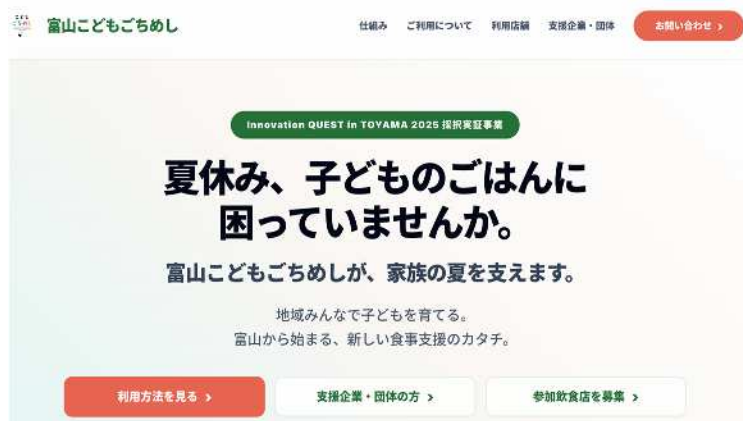 富山こどもごちめし
仕組み ご利用について 利用店舗 支援企業・団体 お問い合わせ ›
Innovation QUEST in TOYAMA 2025 採択実証事業
夏休み、子どものごはんに
困っていませんか。
富山こどもごちめしが、家族の夏を支えます。
地域みんなで子どもを育てる。
富山から始まる、新しい食事支援のカタチ。
利用方法を見る ›
支援企業・団体の方 ›
参加飲食店を募集 ›